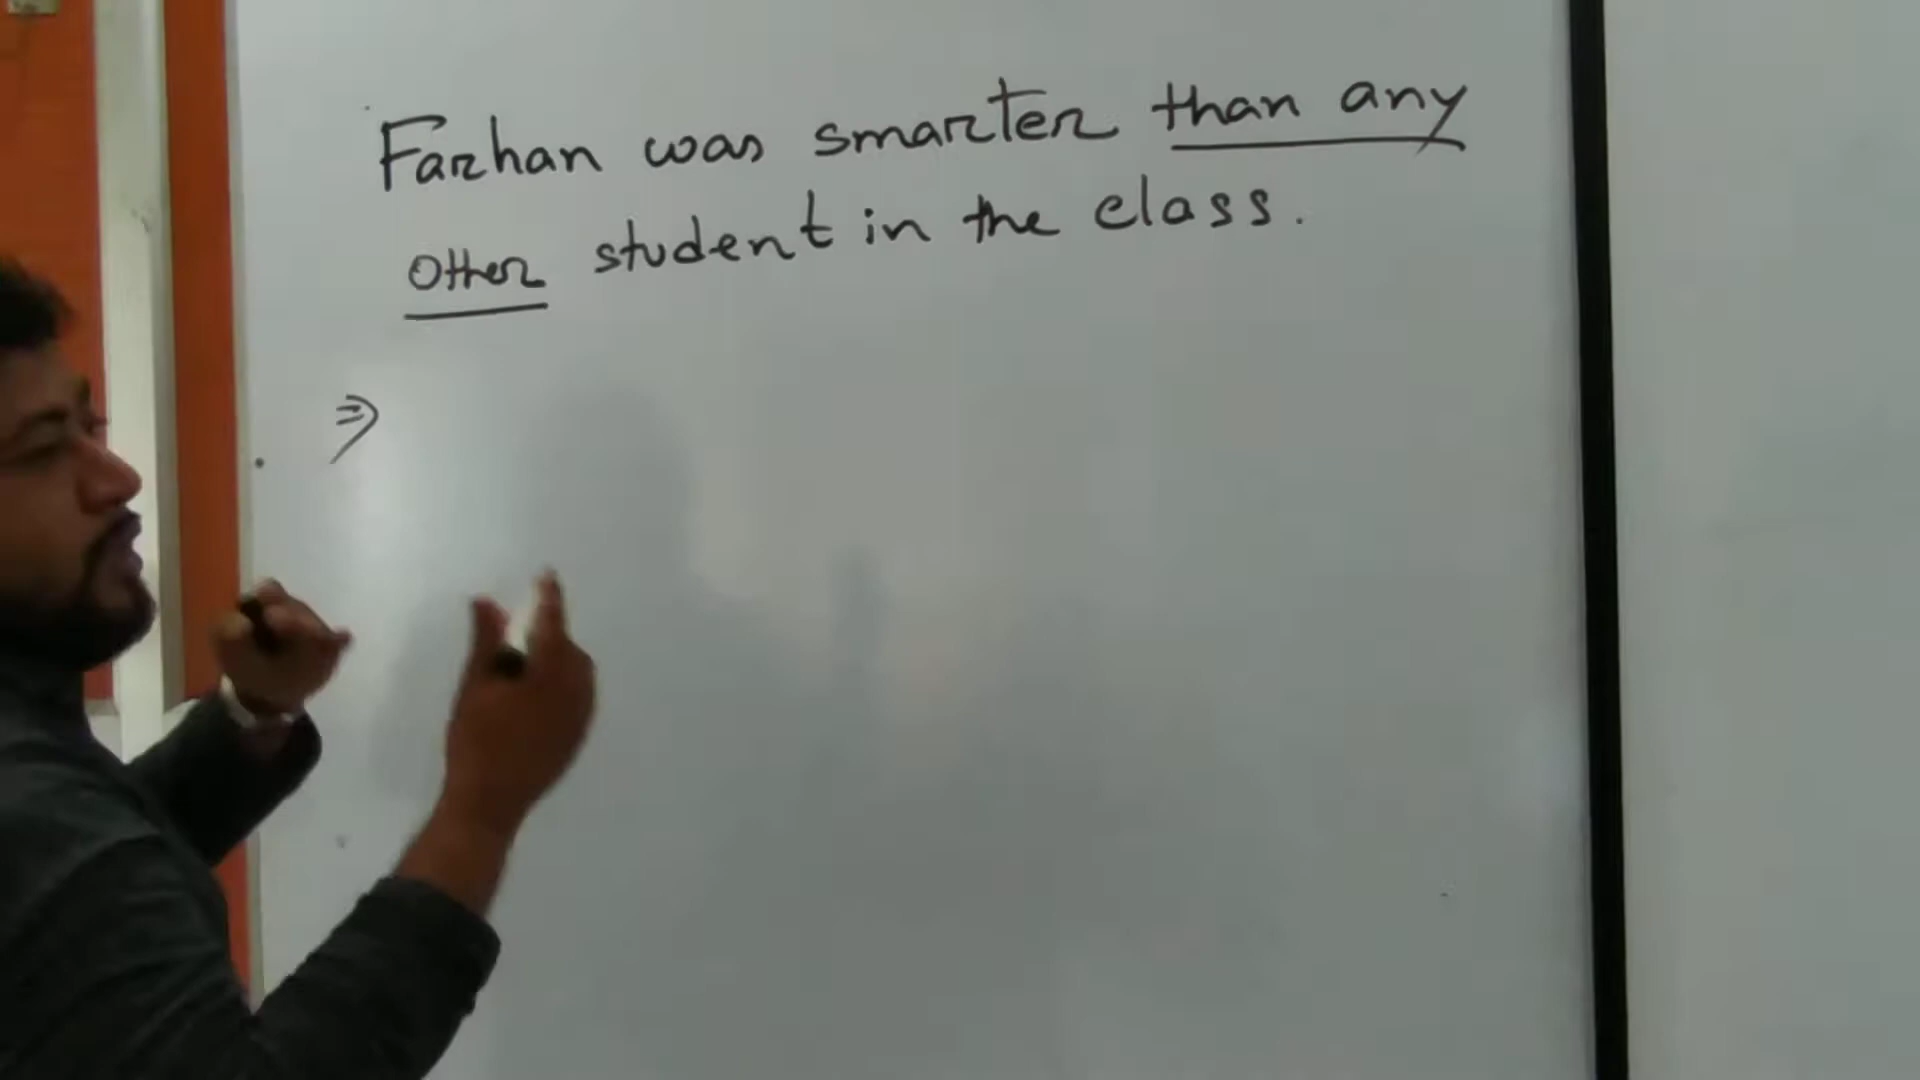 Farhan was smarter than any
other student in the class.
⇒